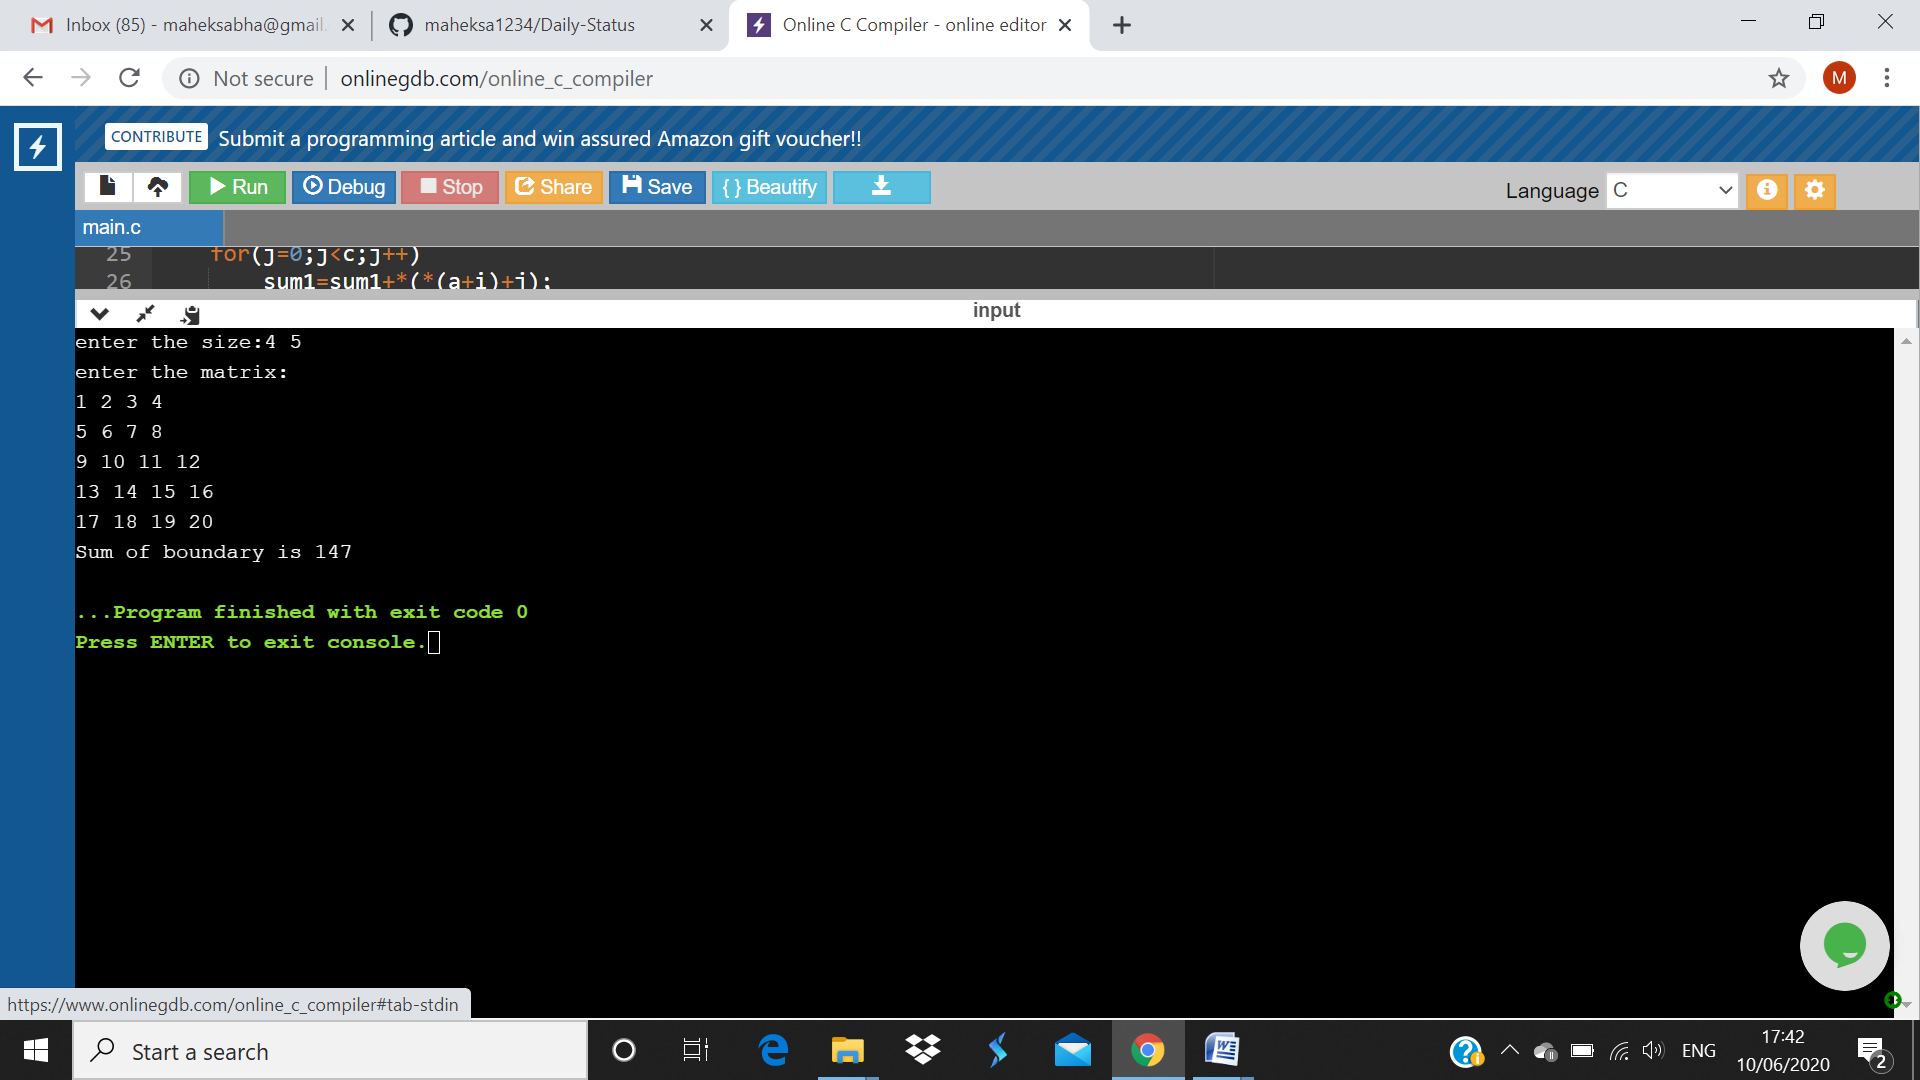 Inbox (85) - maheksabha@gmail.
maheksa1234/Daily-Status
Online C Compiler - online editor
Not secure
onlinegdb.com/online_c_compiler
M
CONTRIBUTE Submit a programming article and win assured Amazon gift voucher!!
Run
Debug
Stop
Share
Save
{ } Beautify
Language
C
main.c
25 for(j=0;j<c;j++)
26 sum1=sum1+*(*(a+i)+j);
input
enter the size:4 5
enter the matrix:
1 2 3 4
5 6 7 8
9 10 11 12
13 14 15 16
17 18 19 20
Sum of boundary is 147
...Program finished with exit code 0
Press ENTER to exit console.
https://www.onlinegdb.com/online_c_compiler#tab-stdin
Start a search
ENG
17:42
10/06/2020
2